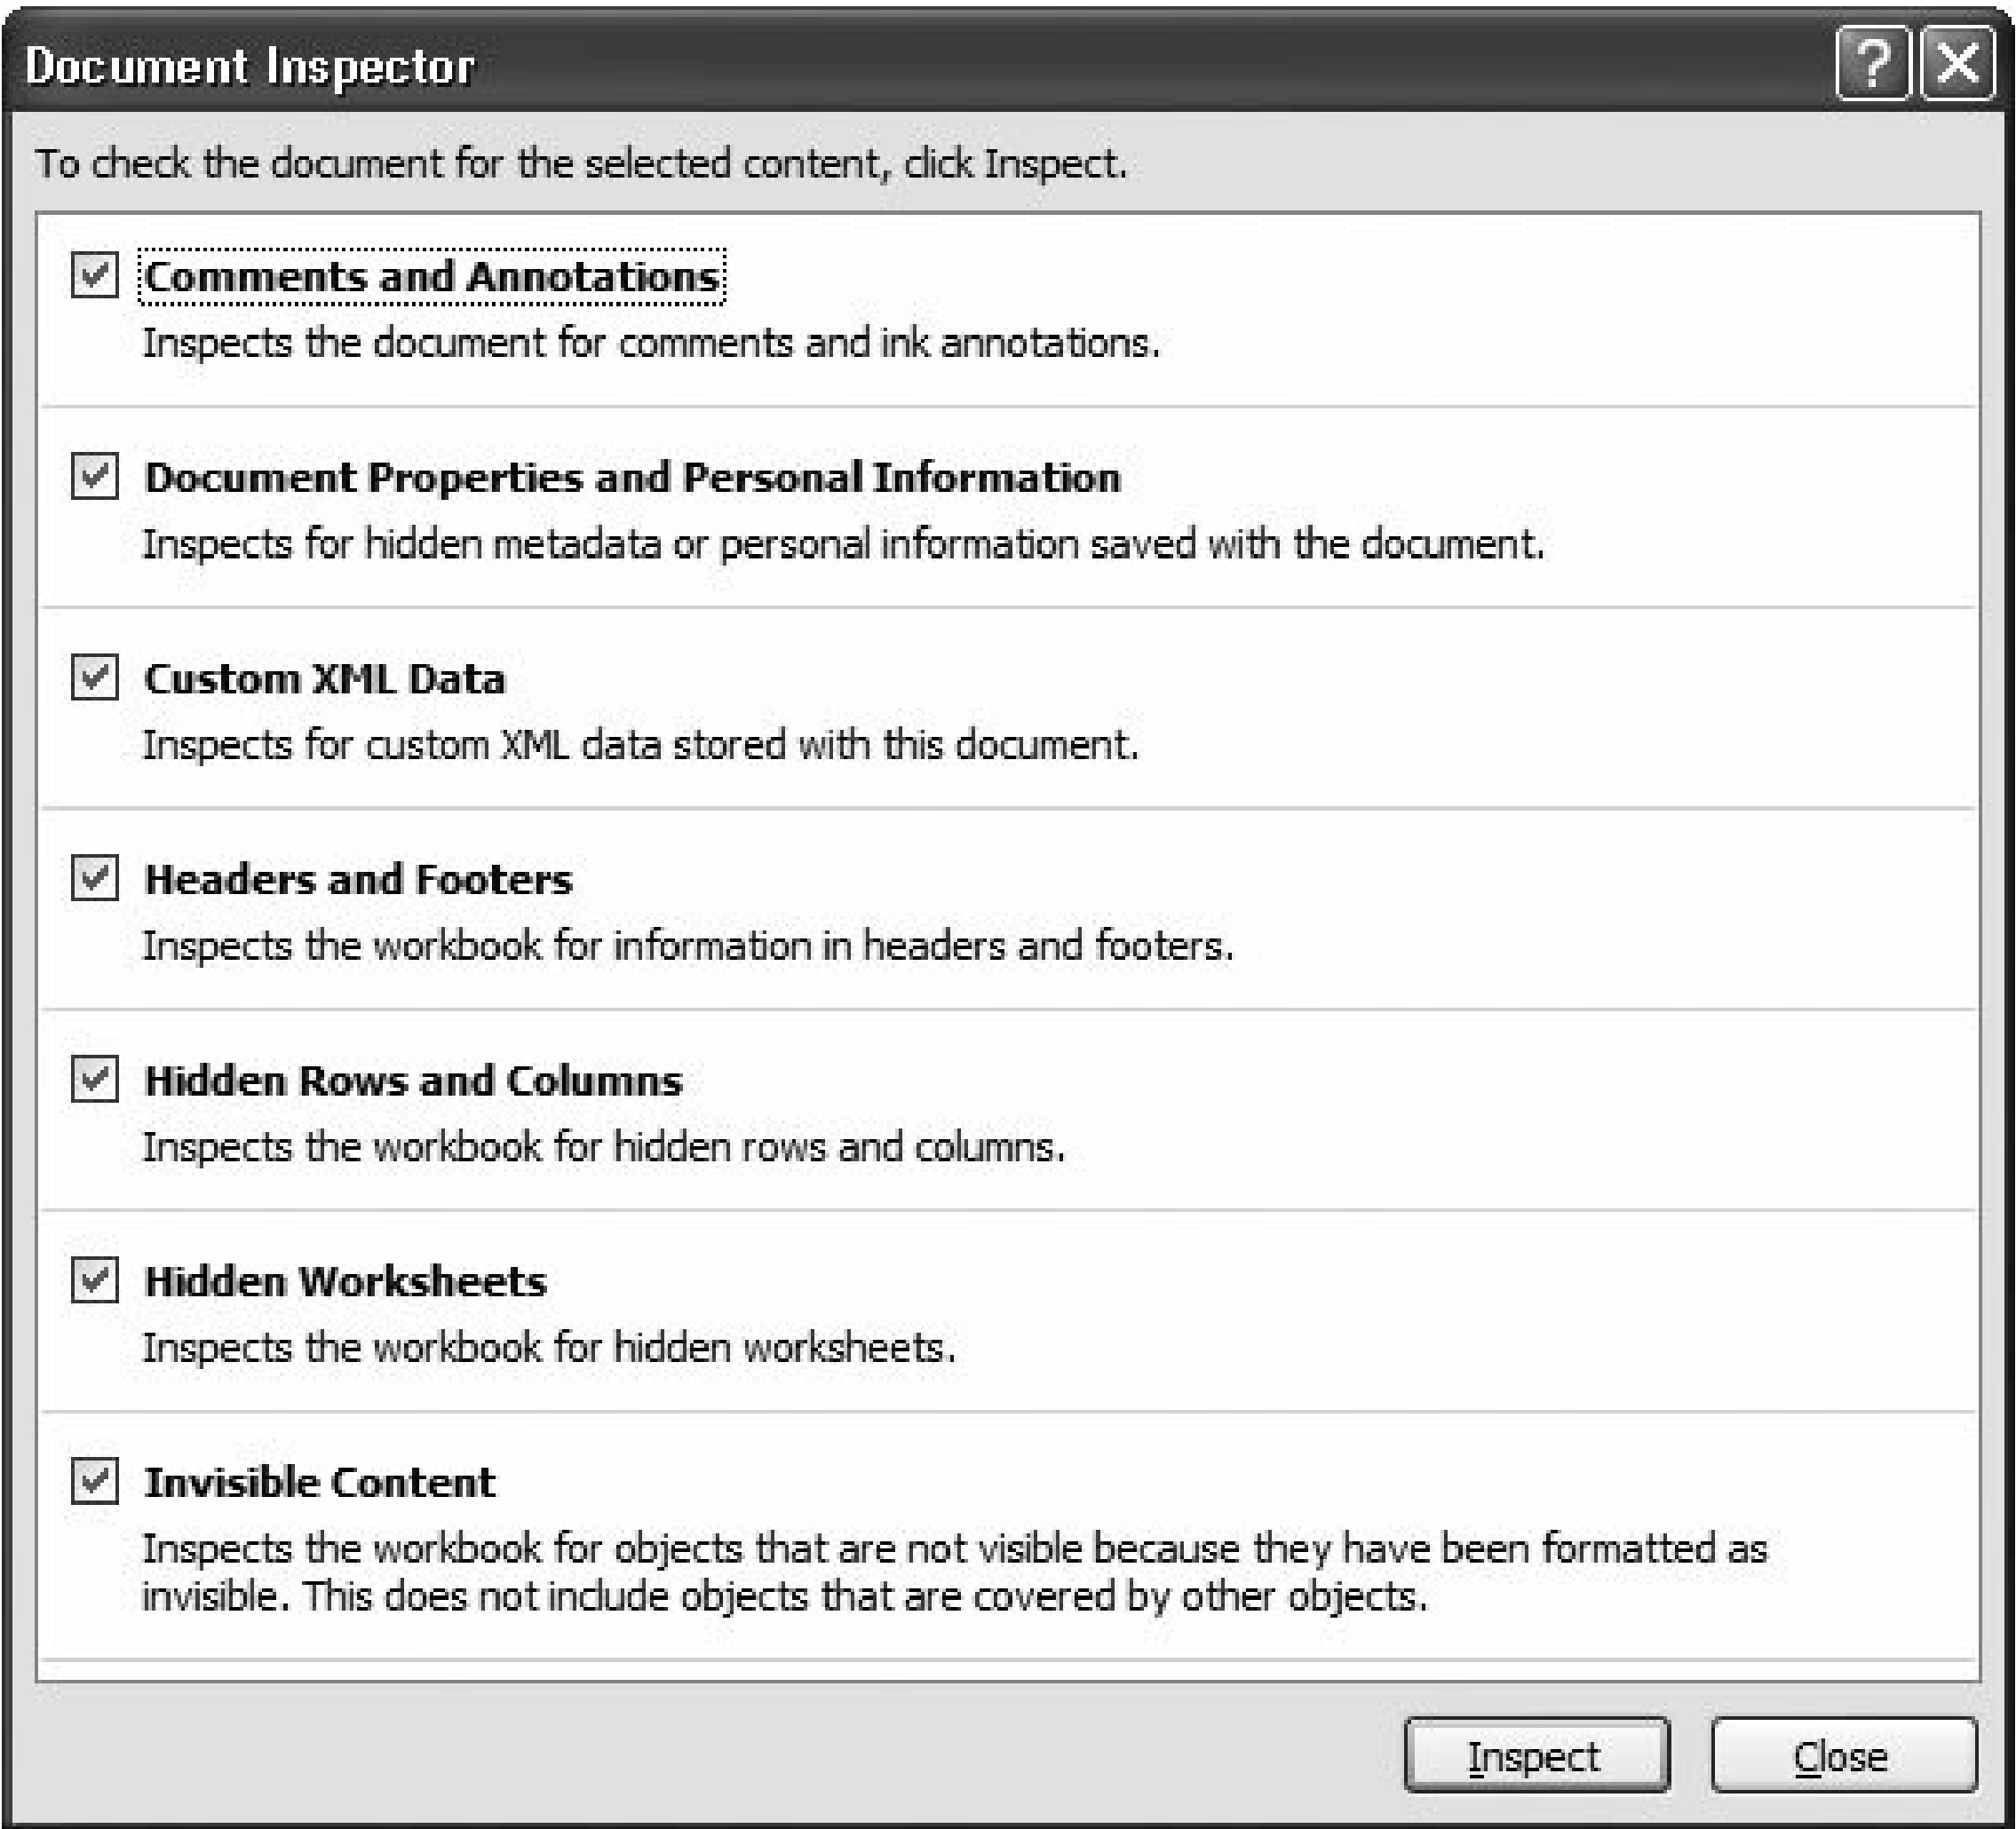 Document Inspector
?
To check the document for the selected content, click Inspect.
Comments and Annotations
Inspects the document for comments and ink annotations.
Document Properties and Personal Information
Inspects for hidden metadata or personal information saved with the document.
Custom XML Data
Inspects for custom XML data stored with this document.
Headers and Footers
Inspects the workbook for information in headers and footers.
Hidden Rows and Columns
Inspects the workbook for hidden rows and columns.
Hidden Worksheets
Inspects the workbook for hidden worksheets.
Invisible Content
Inspects the workbook for objects that are not visible because they have been formatted as
invisible. This does not include objects that are covered by other objects.
Inspect Close